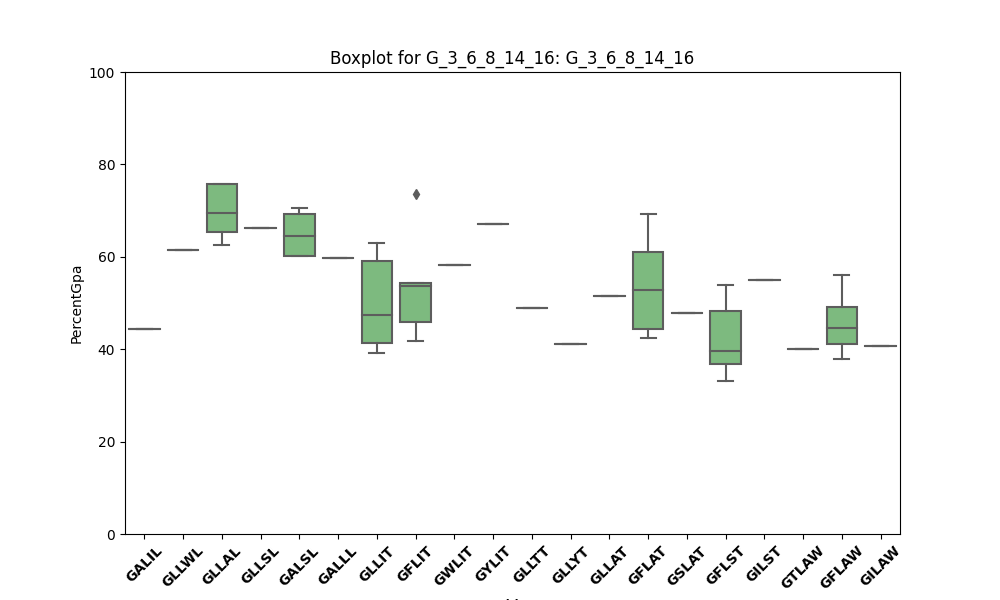 Boxplot for G_3_6_8_14_16: G_3_6_8_14_16
100
80
60
40
20
0
PercentGpa
GALIL
GLLWL
GLLAL
GLLSL
GALSL
GALLL
GLLIT
GFLIT
GWLIT
GYLIT
GLLTT
GLLYT
GLLAT
GFLAT
GSLAT
GFLST
GILST
GTLAW
GFLAW
GILAW